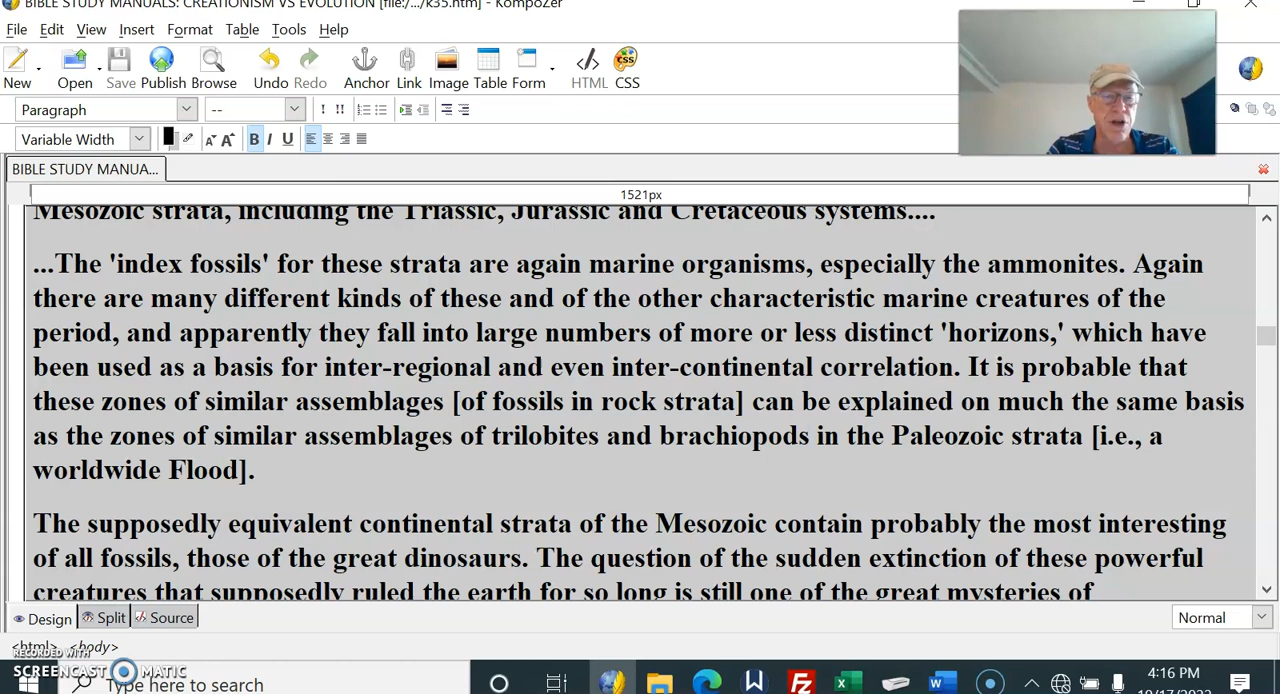 BIBLE STUDY MANUALS: CREATIONISM VS EVOLUTION [file:/.../k35.htm] - KompoZer
File Edit View Insert Format Table Tools Help
New Open Save Publish Browse Undo Redo Anchor Link Image Table Form HTML CSS
Paragraph --
Variable Width B I U
BIBLE STUDY MANUA...
1521px
Mesozoic strata, including the Triassic, Jurassic and Cretaceous systems....
...The 'index fossils' for these strata are again marine organisms, especially the ammonites. Again
there are many different kinds of these and of the other characteristic marine creatures of the
period, and apparently they fall into large numbers of more or less distinct 'horizons,' which have
been used as a basis for inter-regional and even inter-continental correlation. It is probable that
these zones of similar assemblages [of fossils in rock strata] can be explained on much the same basis
as the zones of similar assemblages of trilobites and brachiopods in the Paleozoic strata [i.e., a
worldwide Flood].
The supposedly equivalent continental strata of the Mesozoic contain probably the most interesting
of all fossils, those of the great dinosaurs. The question of the sudden extinction of these powerful
creatures that supposedly ruled the earth for so long is still one of the great mysteries of
Design Split Source Normal
<html> <body>
RECORDED WITH
SCREENCAST MATIC
Type here to search
4:16 PM